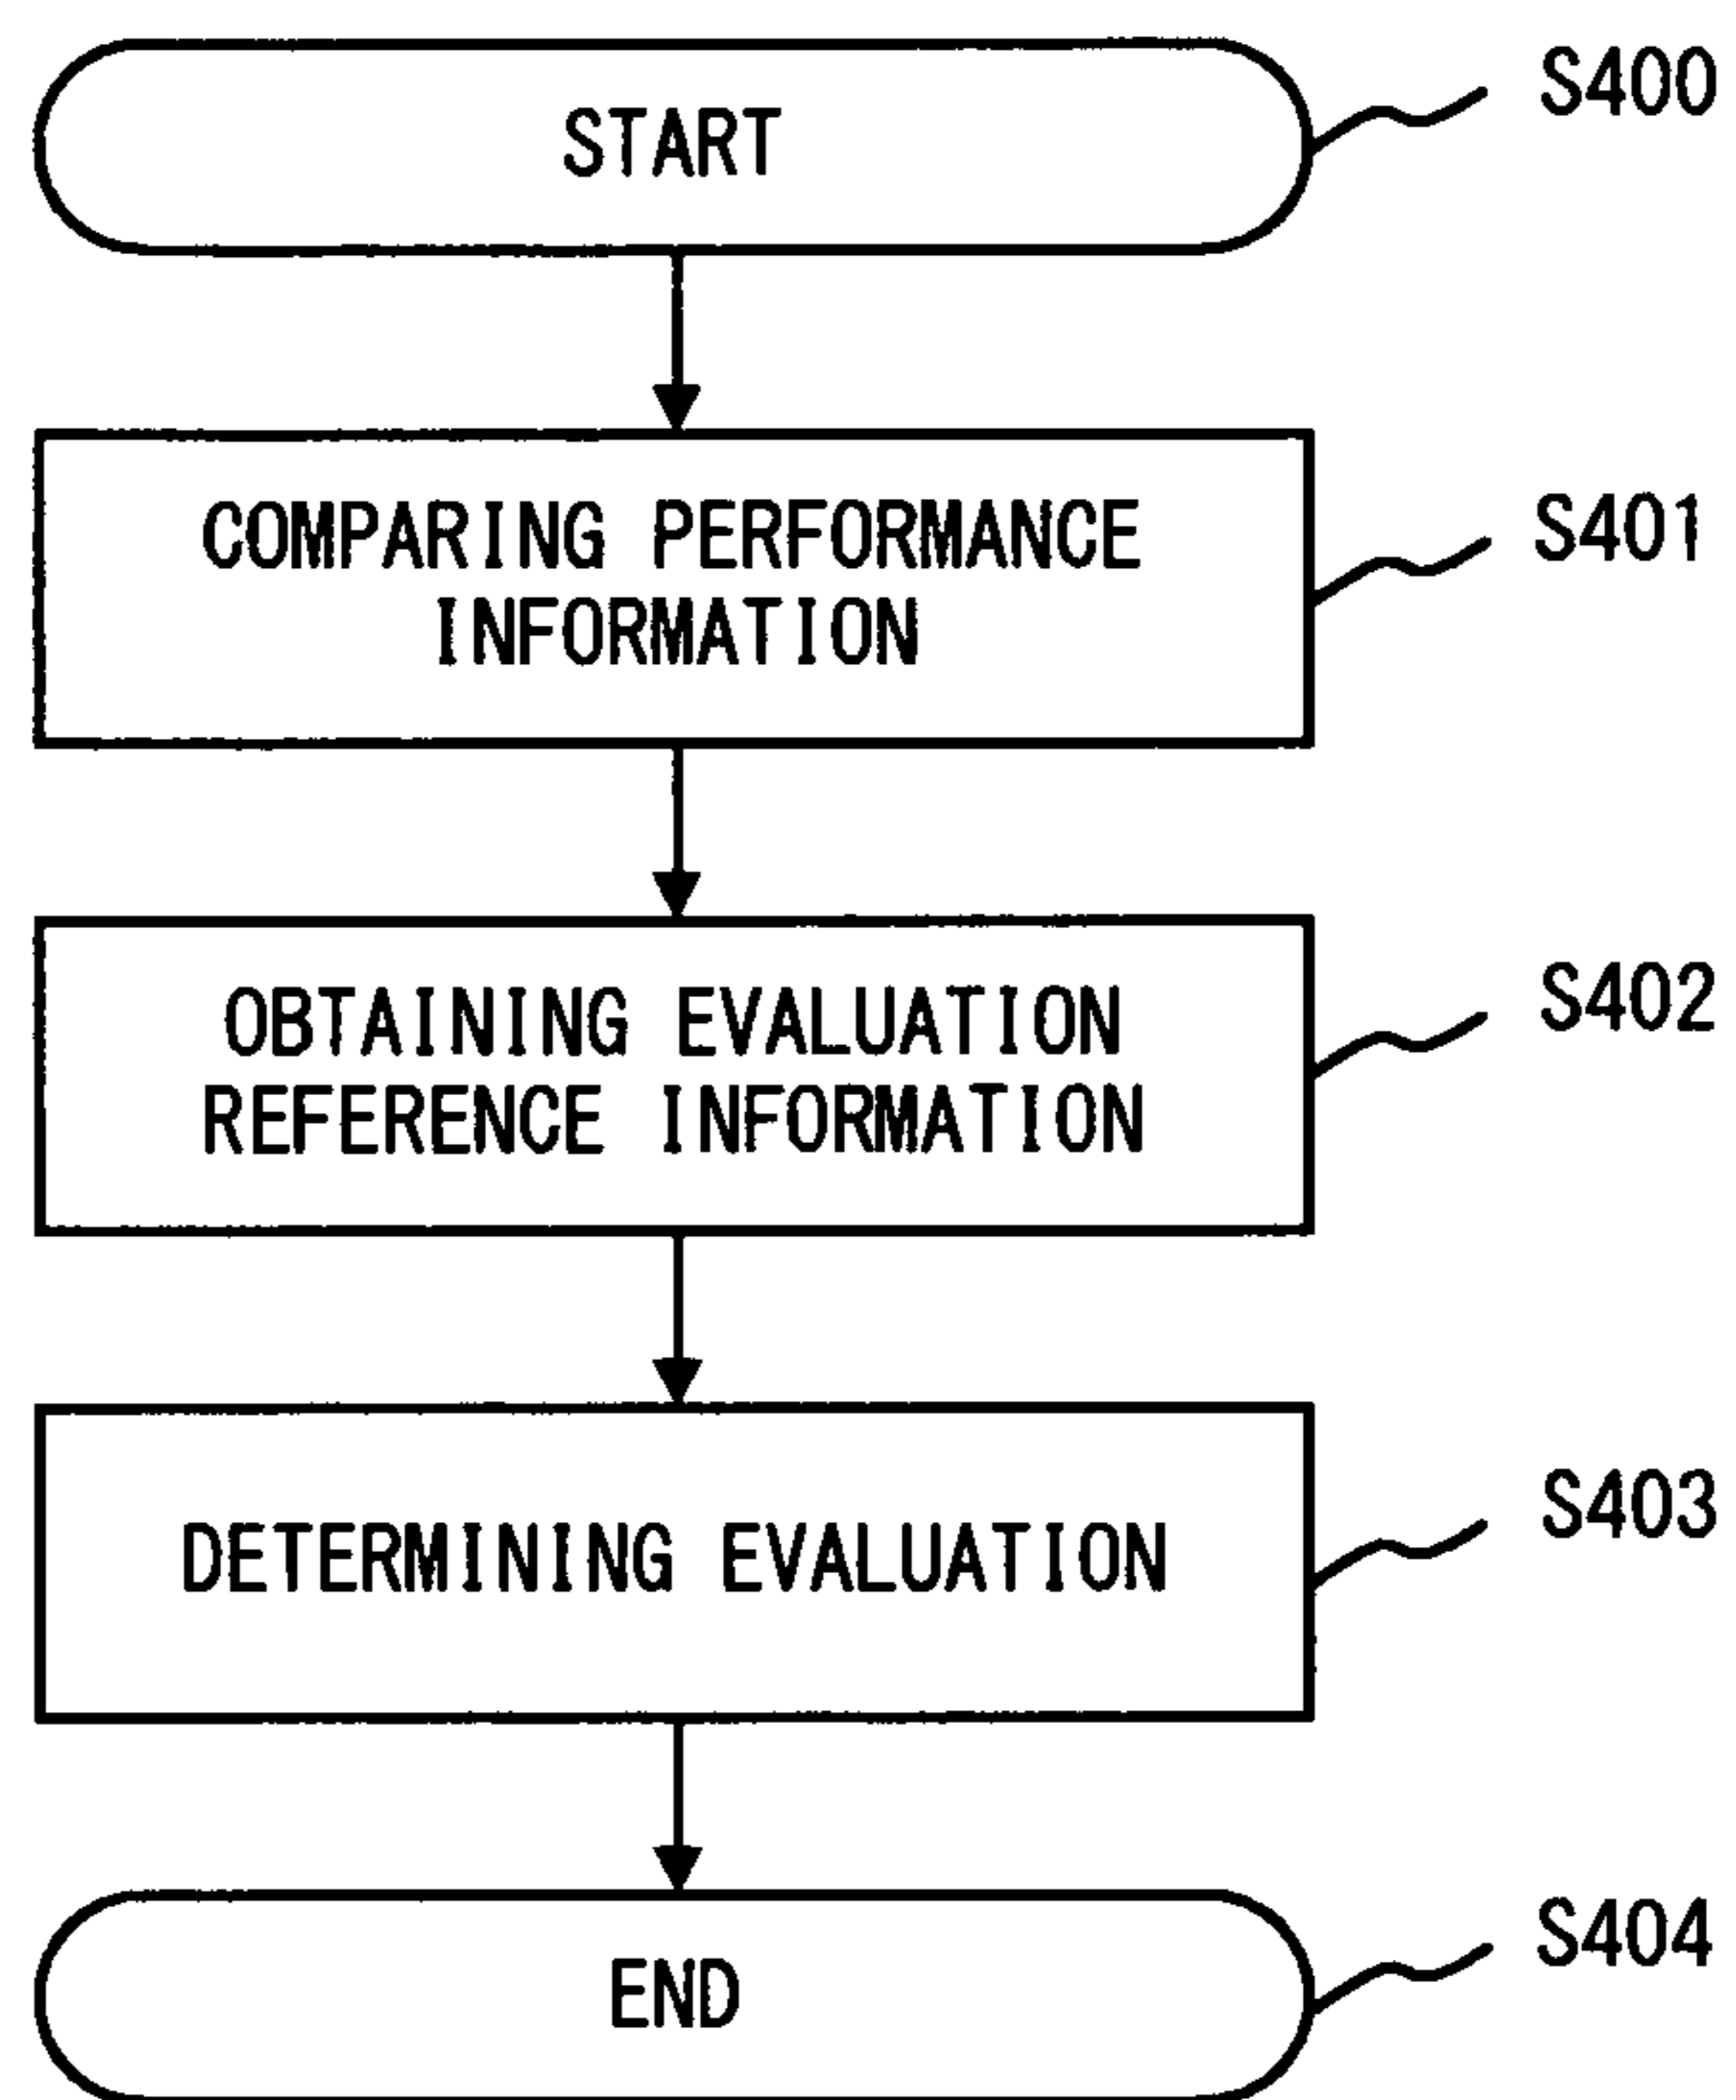 START
S400
COMPARING PERFORMANCE
INFORMATION
S401
OBTAINING EVALUATION
REFERENCE INFORMATION
S402
DETERMINING EVALUATION
S403
END
S404